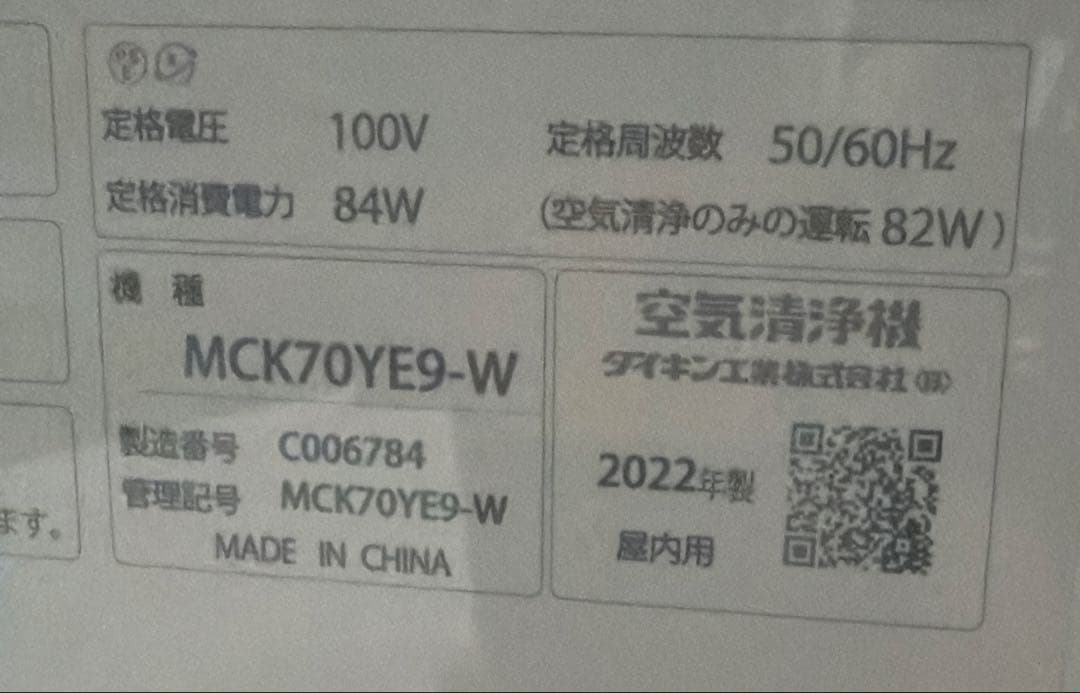 定格電圧 100V 定格周波数 50/60Hz
定格消費電力 84W (空気清浄のみの運転 82W)
機 種
MCK70YE9-W
製造番号 C006784
管理記号 MCK70YE9-W
MADE IN CHINA
空気清浄機
ダイキン工業株式会社
2022年製
屋内用
ます。